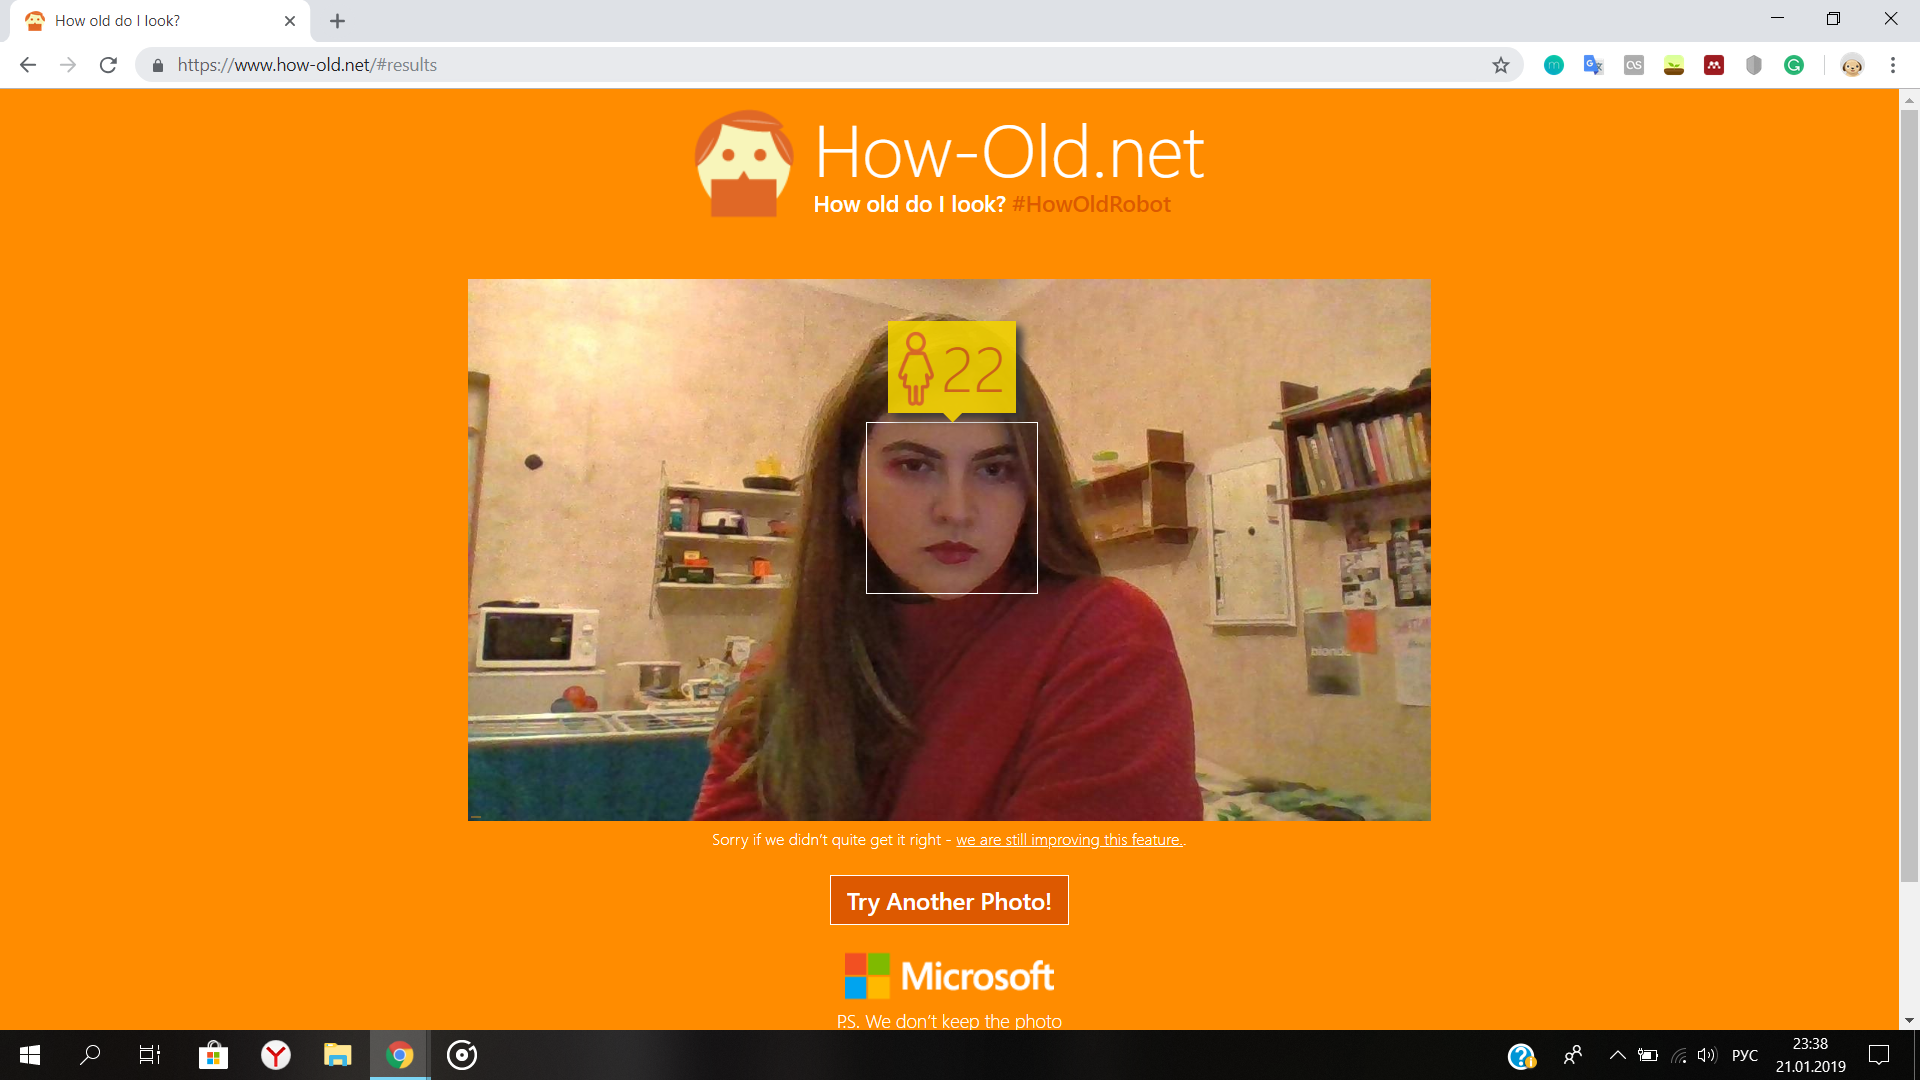 How old do I look?
https://www.how-old.net/#results
How-Old.net
How old do I look? #HowOldRobot
22
blonde
Sorry if we didn't quite get it right - we are still improving this feature..
Try Another Photo!
Microsoft
P.S. We don't keep the photo
РУС
23:38
21.01.2019